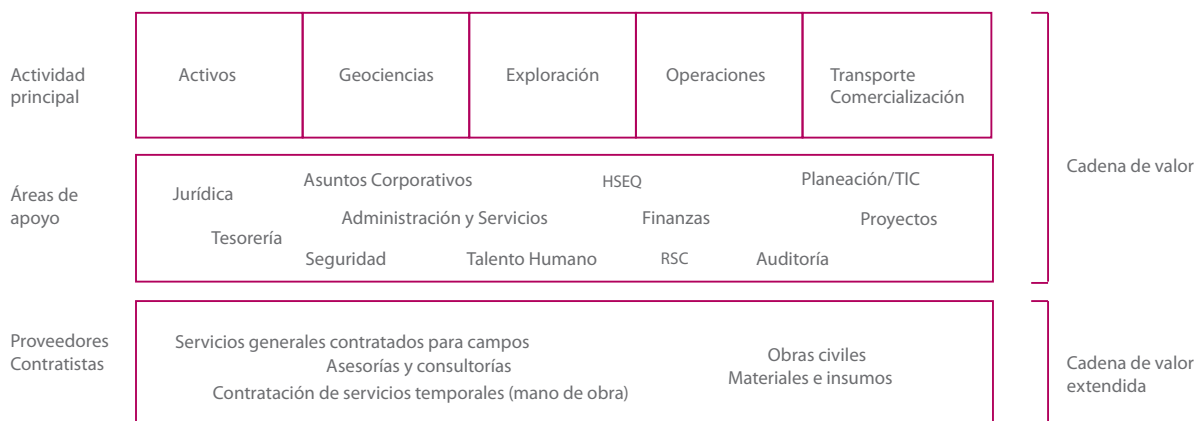 Actividad
principal
Activos
Geociencias
Exploración
Operaciones
Transporte
Comercialización
Cadena de valor
Áreas de
apoyo
Jurídica
Asuntos Corporativos
HSEQ
Planeación/TIC
Administración y Servicios
Finanzas
Proyectos
Tesorería
Seguridad
Talento Humano
RSC
Auditoría
Proveedores
Contratistas
Servicios generales contratados para campos
Asesorías y consultorías
Contratación de servicios temporales (mano de obra)
Obras civiles
Materiales e insumos
Cadena de valor
extendida